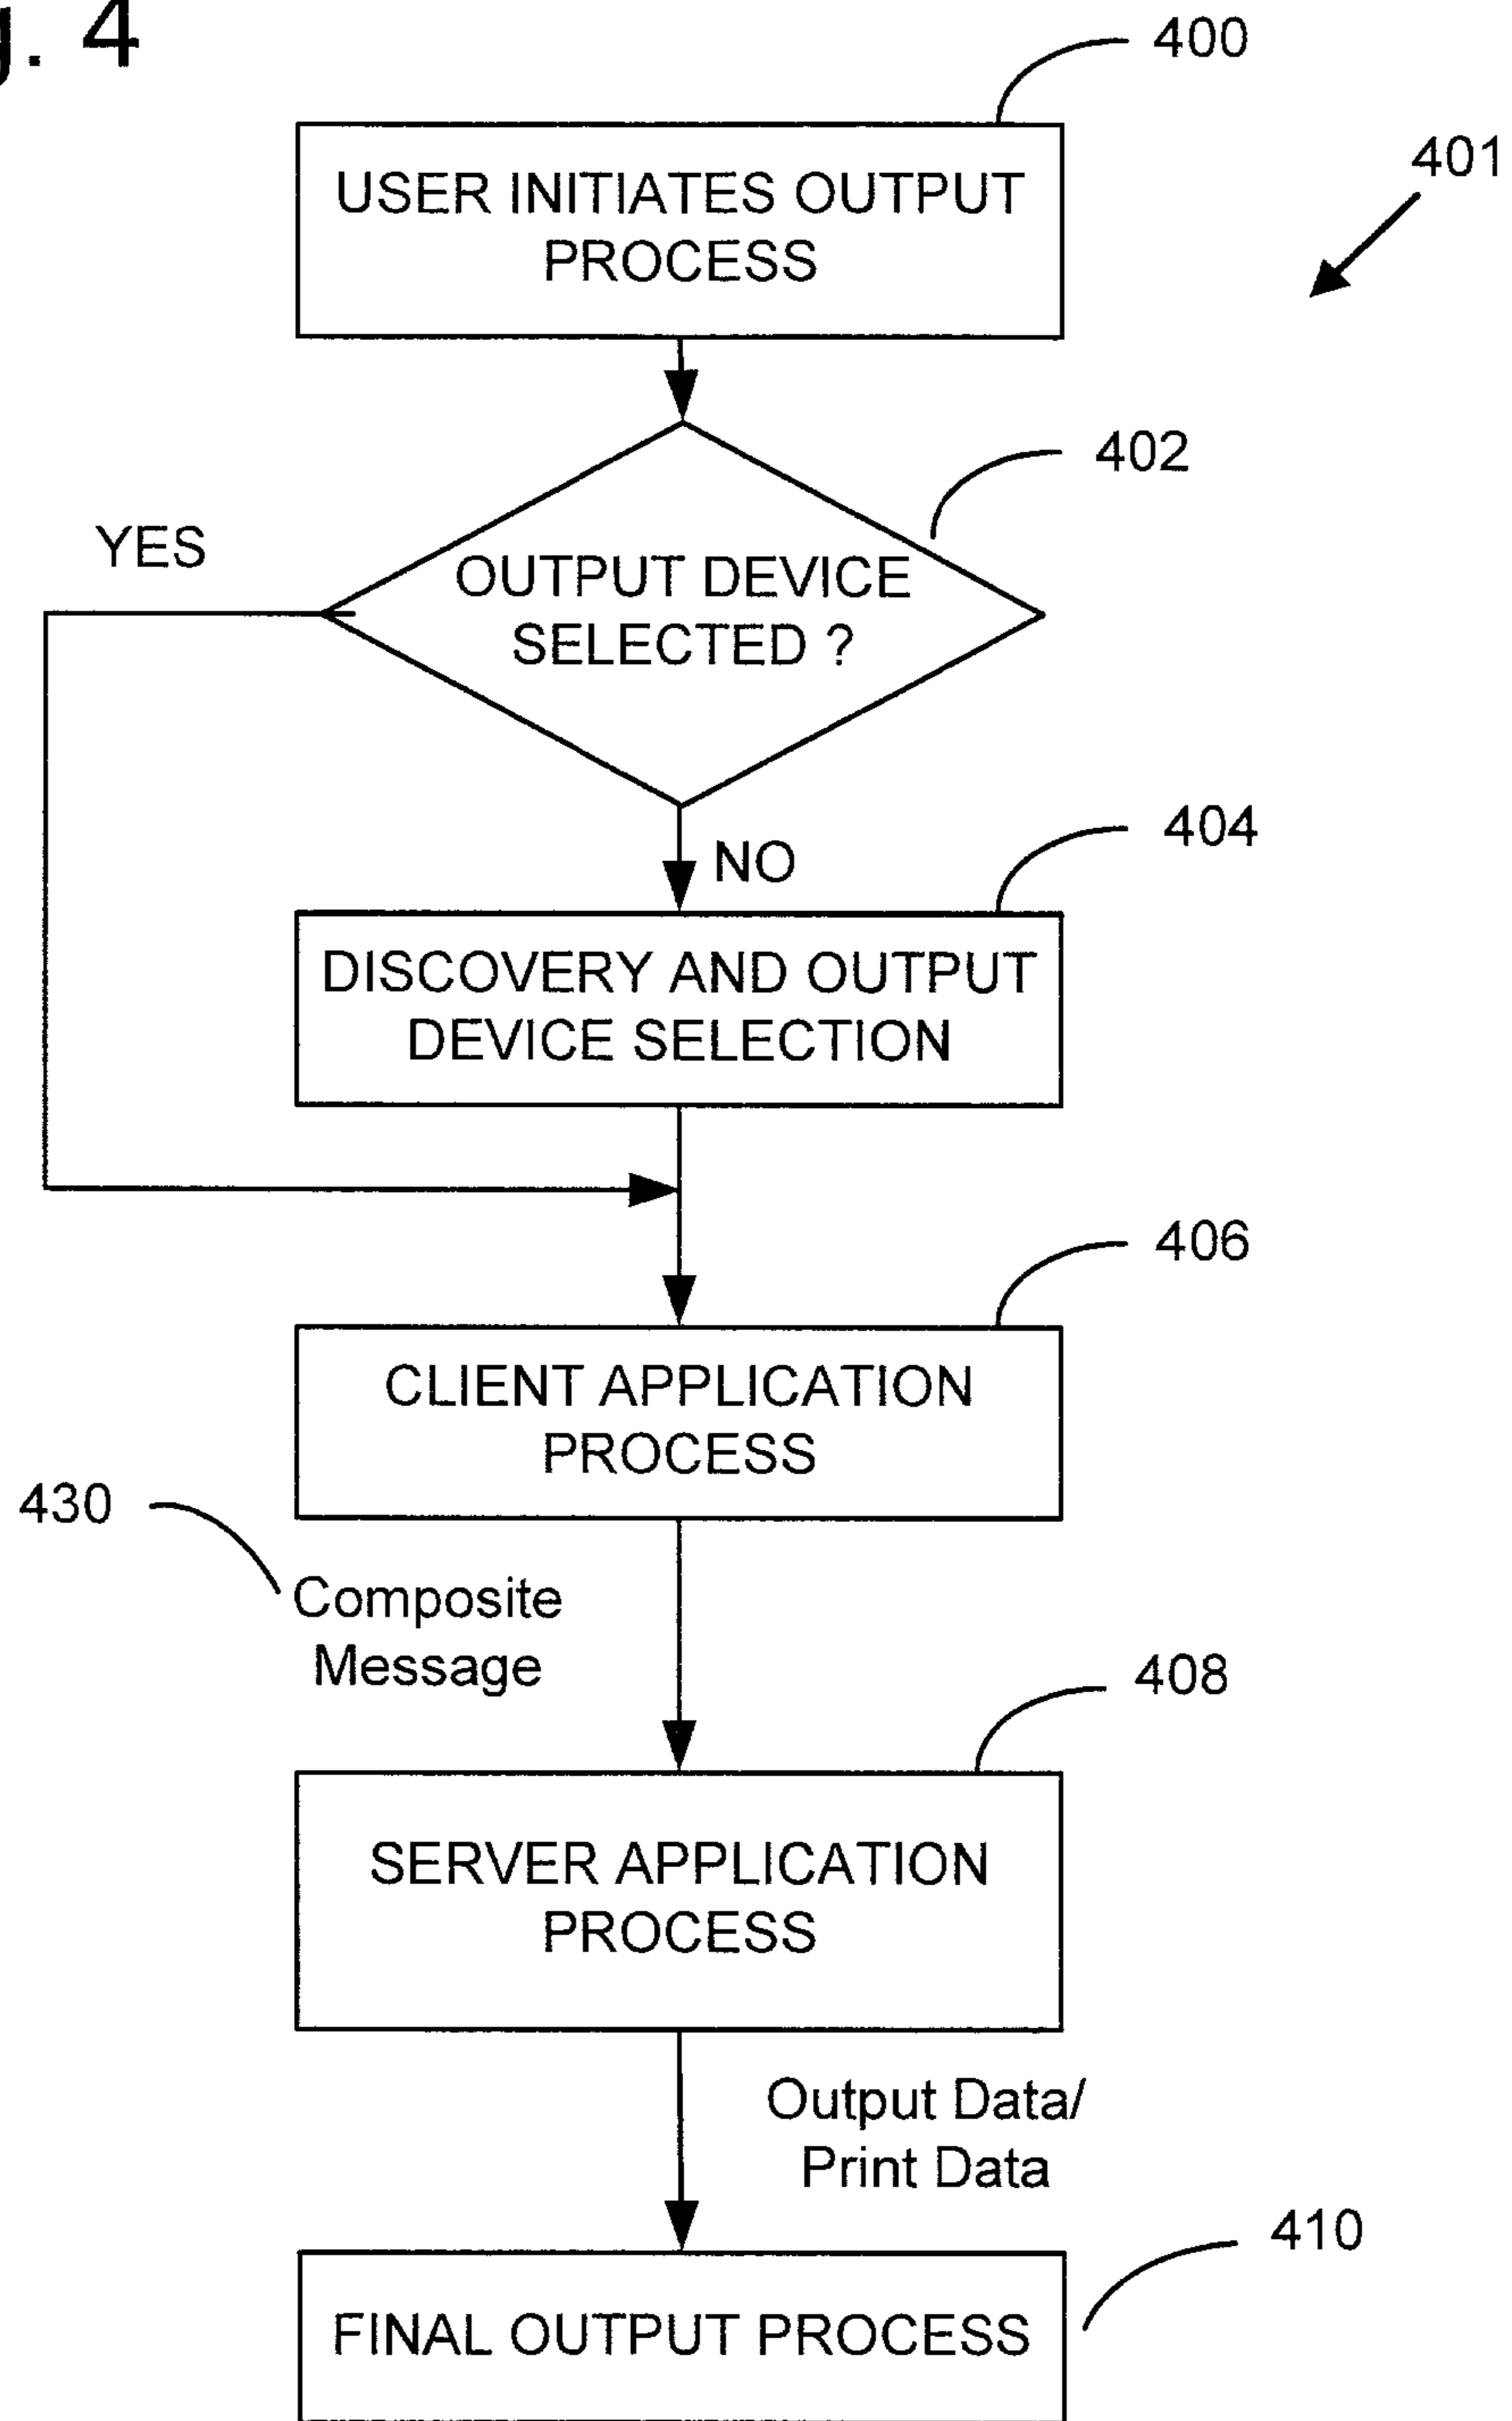 . 4
400
401
USER INITIATES OUTPUT
PROCESS
402
YES
OUTPUT DEVICE
SELECTED ?
404
NO
DISCOVERY AND OUTPUT
DEVICE SELECTION
406
CLIENT APPLICATION
PROCESS
430
Composite
Message
408
SERVER APPLICATION
PROCESS
Output Data/
Print Data
410
FINAL OUTPUT PROCESS